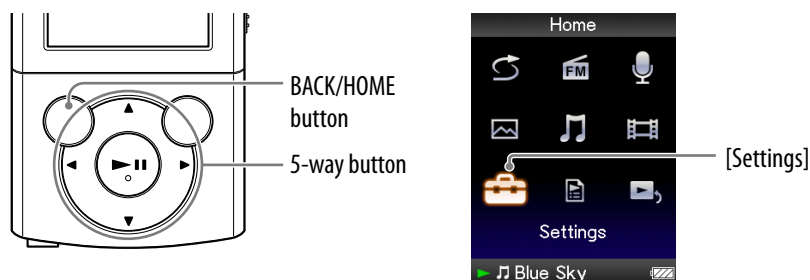 BACK/HOME
button
5-way button
Home
FM
[Settings]
Settings
Blue Sky